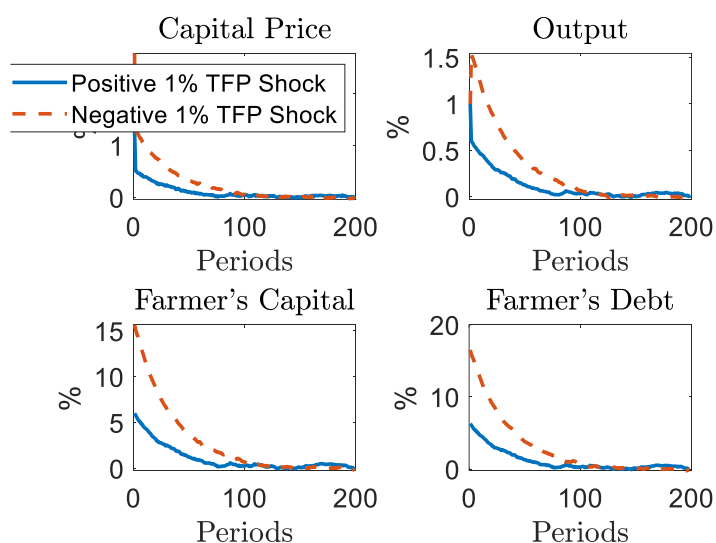 Capital Price
Output
Positive 1% TFP Shock
Negative 1% TFP Shock
1
0
0 100 200
Periods
%
1.5
1
0.5
0
0 100 200
Periods
Farmer's Capital
Farmer's Debt
%
15
10
5
0
0 100 200
Periods
%
20
10
0
0 100 200
Periods